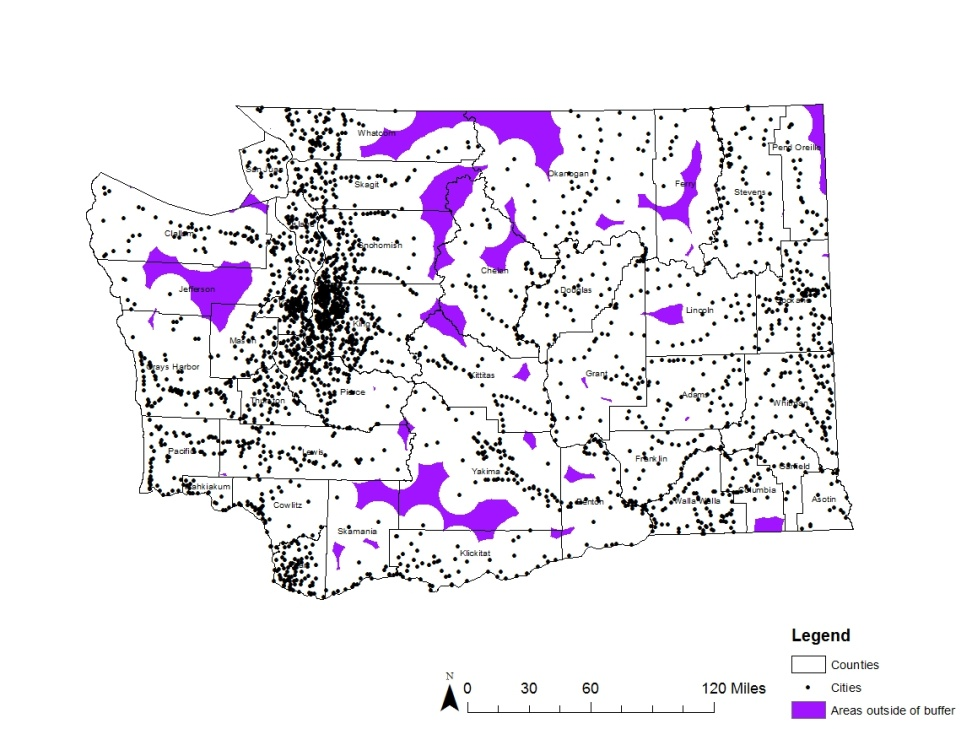 Whatcom
Pend Oreille
San Juan
Okanogan
Skagit
Ferry
Stevens
Island
Clallam
Snohomish
Chelan
Jefferson
Douglas
Spokane
Lincoln
King
Mason
Grays Harbor
Kittitas
Grant
Pierce
Adams
Thurston
Whitman
Pacific
Lewis
Franklin
Yakima
Garfield
Wahkiakum
Columbia
Cowlitz
Benton
Walla Walla
Asotin
Skamania
Klickitat
Legend
Counties
Cities
Areas outside of buffer
N
0 30 60 120 Miles